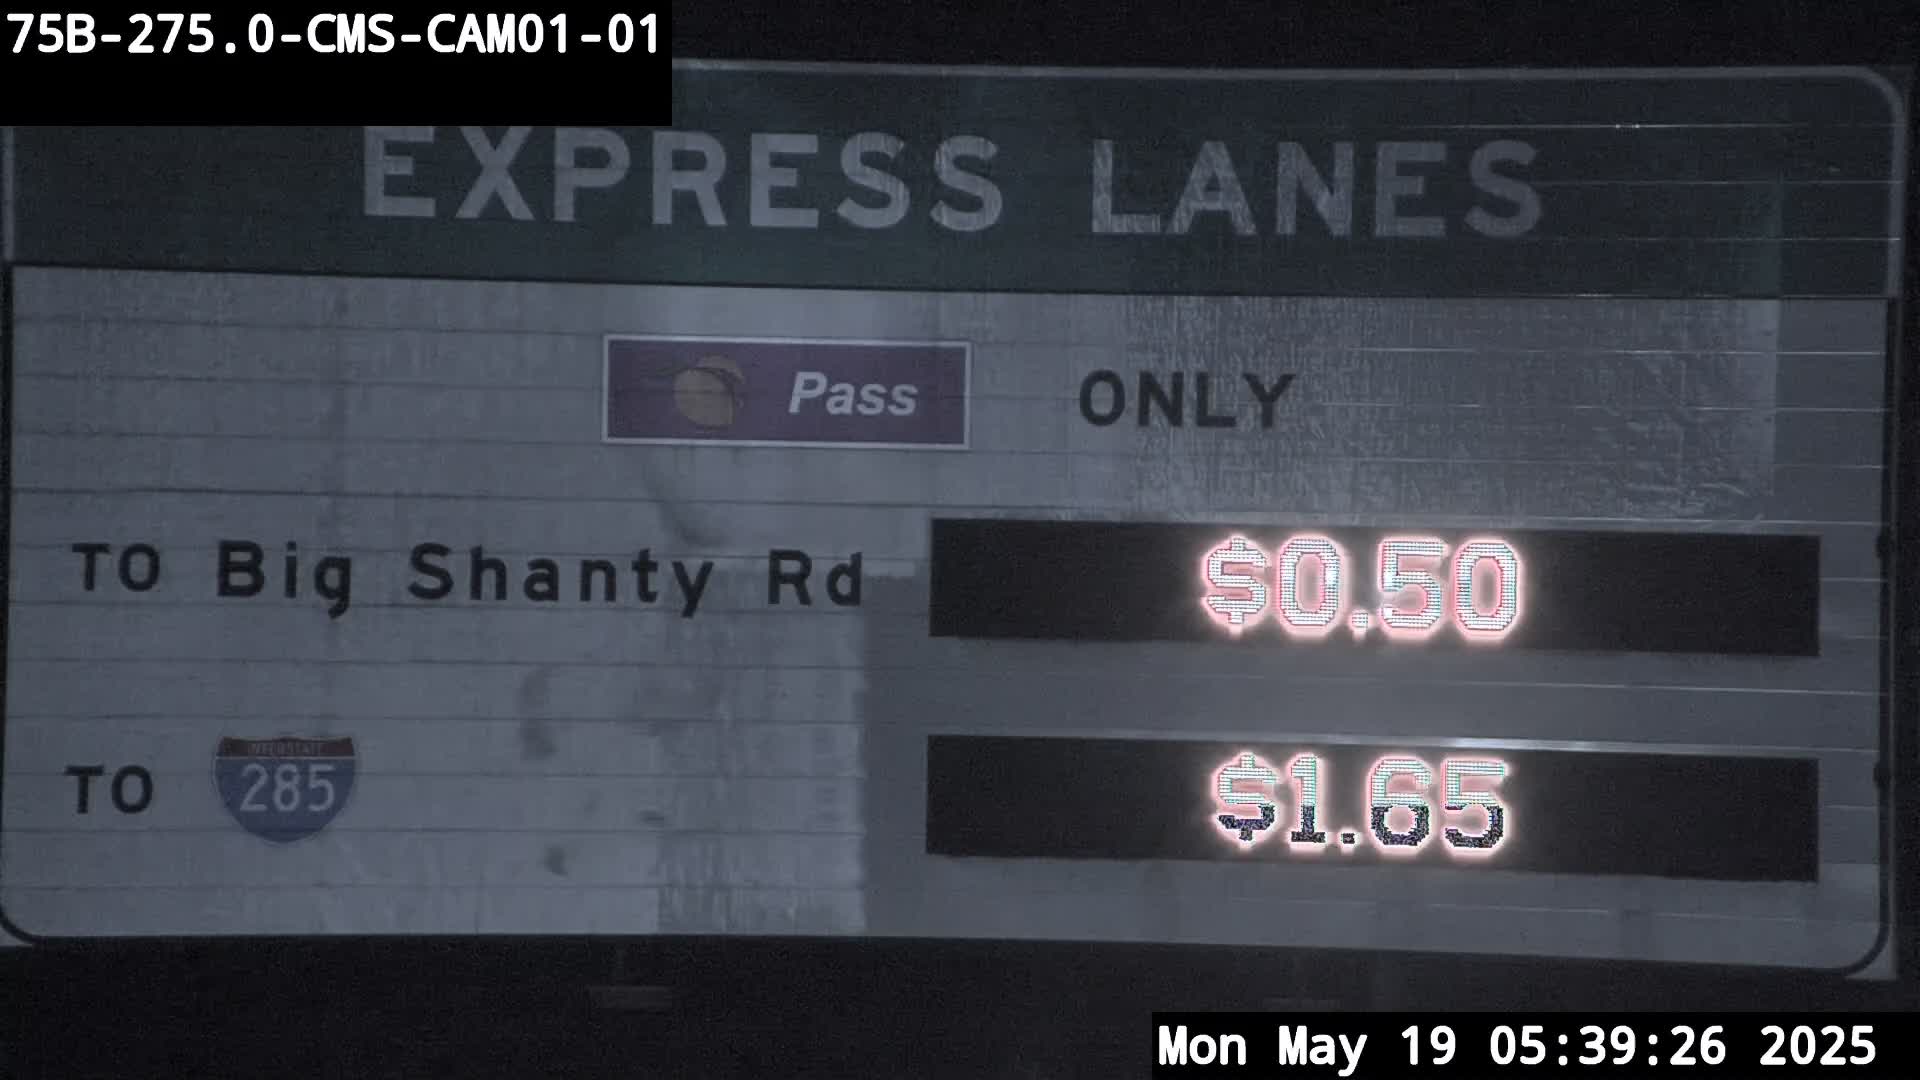 75B-275.0-CMS-CAM01-01
EXPRESS LANES
Pass ONLY
TO Big Shanty Rd $0.50
INTERSTATE
TO 285 $1.65
Mon May 19 05:39:26 2025